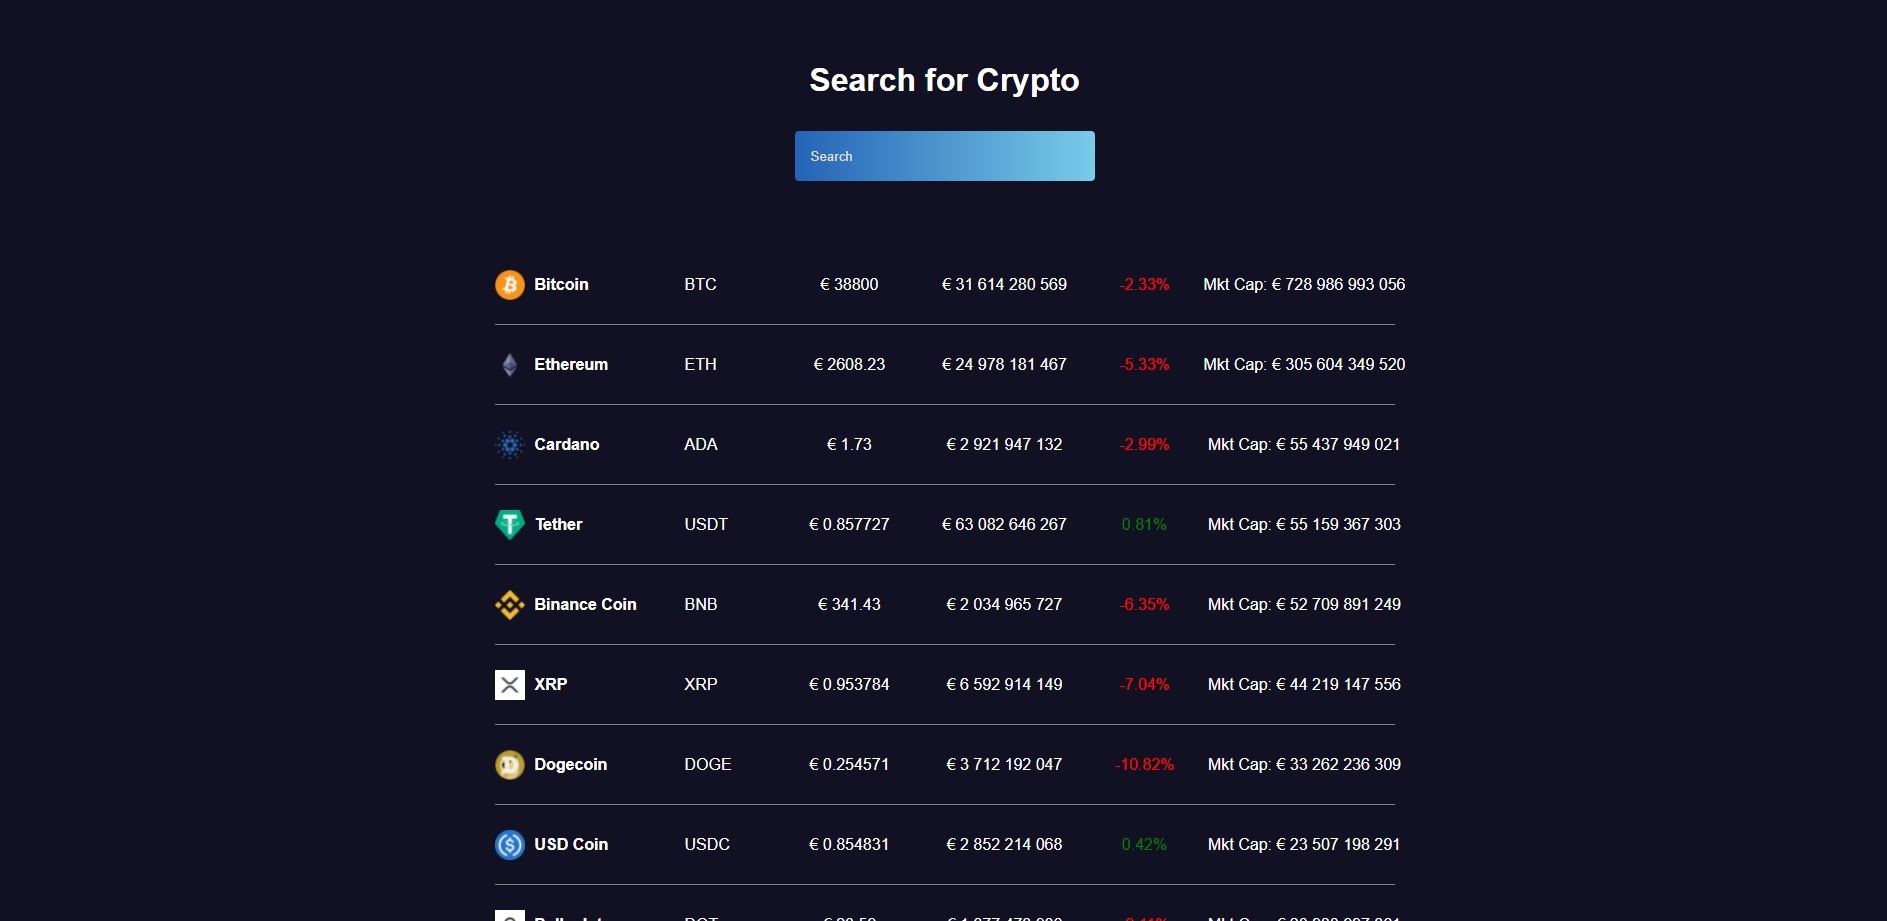 Search for Crypto
Search
Bitcoin BTC € 38800 € 31 614 280 569 -2.33% Mkt Cap: € 728 986 993 056
Ethereum ETH € 2608.23 € 24 978 181 467 -5.33% Mkt Cap: € 305 604 349 520
Cardano ADA € 1.73 € 2 921 947 132 -2.99% Mkt Cap: € 55 437 949 021
Tether USDT € 0.857727 € 63 082 646 267 0.81% Mkt Cap: € 55 159 367 303
Binance Coin BNB € 341.43 € 2 034 965 727 -6.35% Mkt Cap: € 52 709 891 249
XRP XRP € 0.953784 € 6 592 914 149 -7.04% Mkt Cap: € 44 219 147 556
Dogecoin DOGE € 0.254571 € 3 712 192 047 -10.82% Mkt Cap: € 33 262 236 309
USD Coin USDC € 0.854831 € 2 852 214 068 0.42% Mkt Cap: € 23 507 198 291